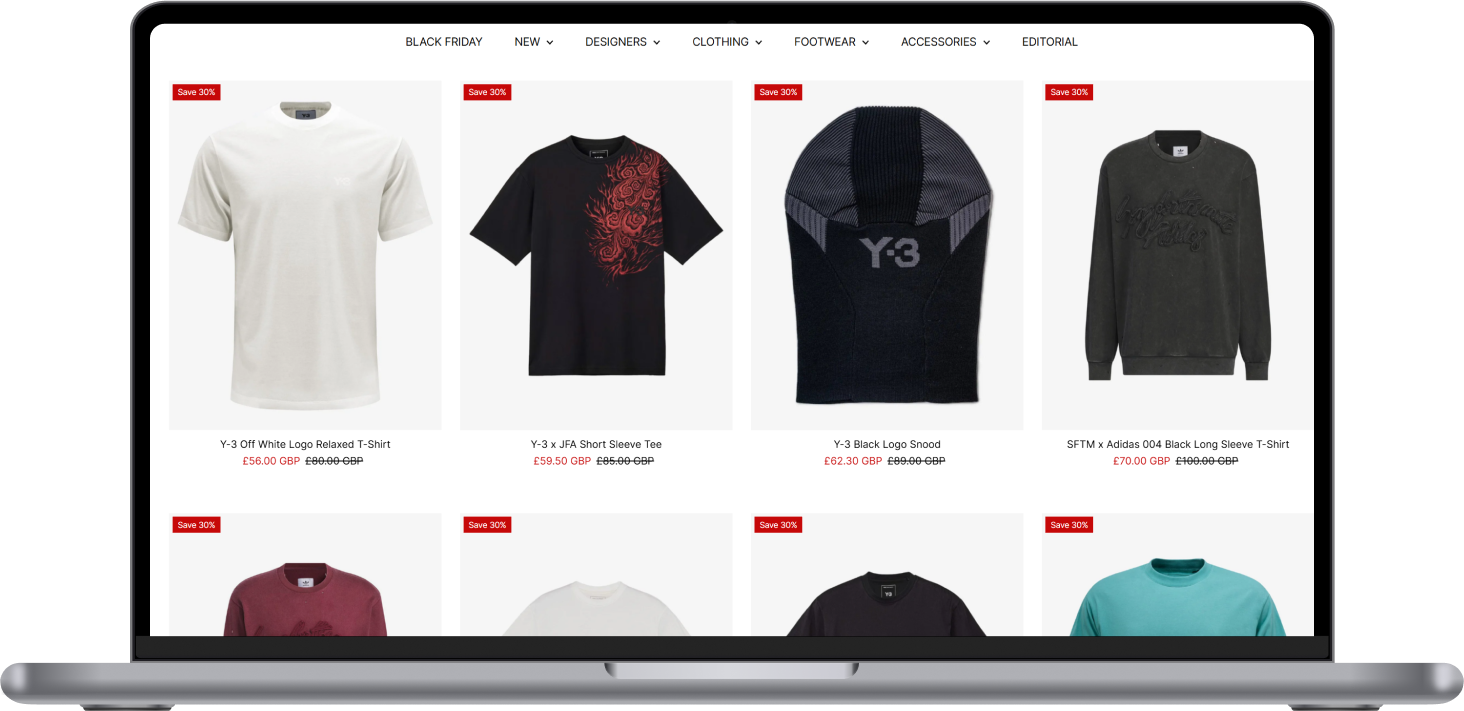 BLACK FRIDAY NEW DESIGNERS CLOTHING FOOTWEAR ACCESSORIES EDITORIAL
Save 30% Save 30% Save 30% Save 30%
Y-3
Y-3 Off White Logo Relaxed T-Shirt Y-3 x JFA Short Sleeve Tee Y-3 Black Logo Snood SFTM x Adidas 004 Black Long Sleeve T-Shirt
£56.00 GBP £80.00 GBP £59.50 GBP £85.00 GBP £62.30 GBP £89.00 GBP £70.00 GBP £100.00 GBP
Save 30% Save 30% Save 30% Save 30%